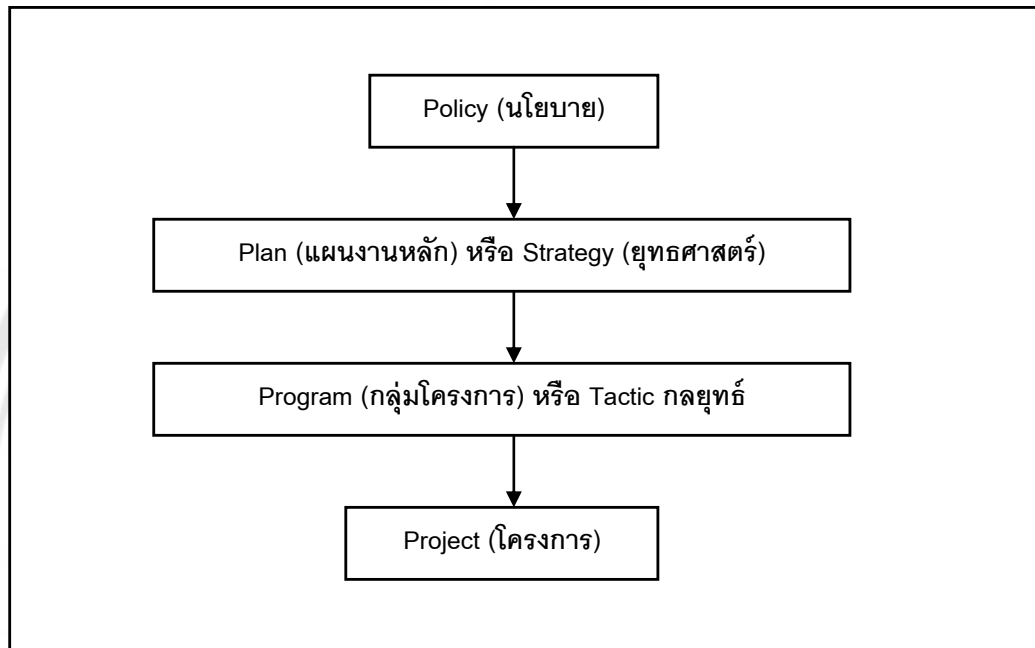 Policy (นโยบาย)
Plan (แผนงานหลัก) หรือ Strategy (ยุทธศาสตร์)
Program (กลุ่มโครงการ) หรือ Tactic กลยุทธ์
Project (โครงการ)